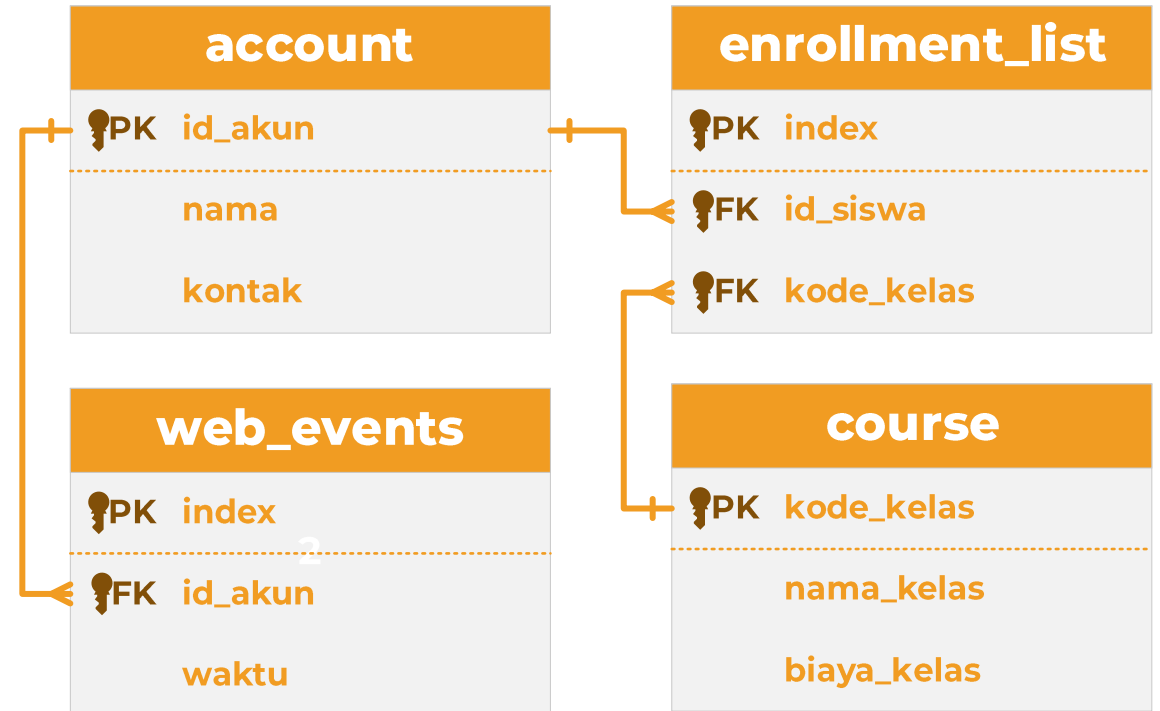 account
PK id_akun
nama
kontak
enrollment_list
PK index
FK id_siswa
FK kode_kelas
web_events
PK index
2
FK id_akun
waktu
course
PK kode_kelas
nama_kelas
biaya_kelas